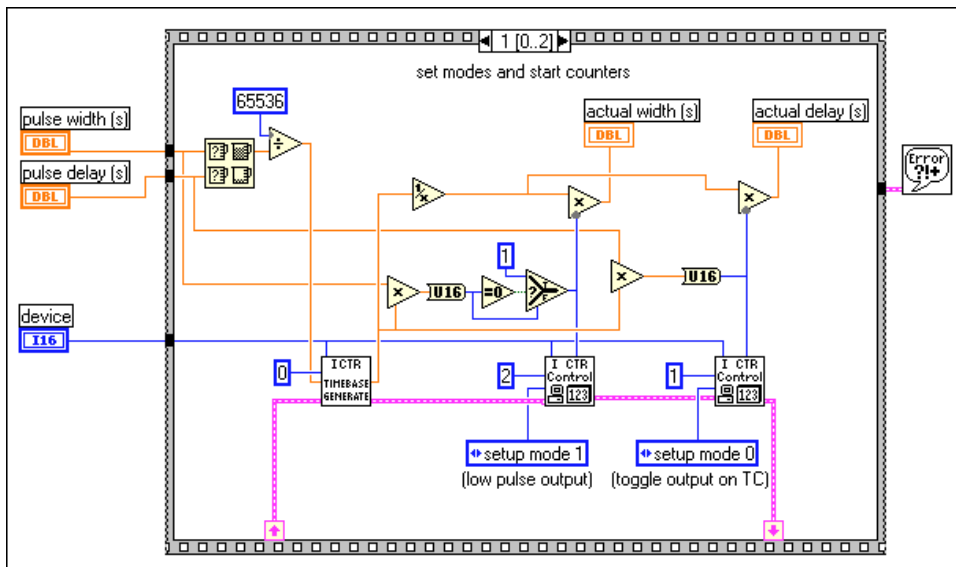 1 [0..2]
set modes and start counters
pulse width (s)
DBL
pulse delay (s)
DBL
65536
÷
actual width (s)
DBL
actual delay (s)
DBL
Error
?!+
1/x
x
x
1
x
U16
=0
?
T
F
x
U16
device
I16
0
I CTR
TIMEBASE
GENERATE
2
I CTR
Control
123
1
I CTR
Control
123
setup mode 1
(low pulse output)
setup mode 0
(toggle output on TC)